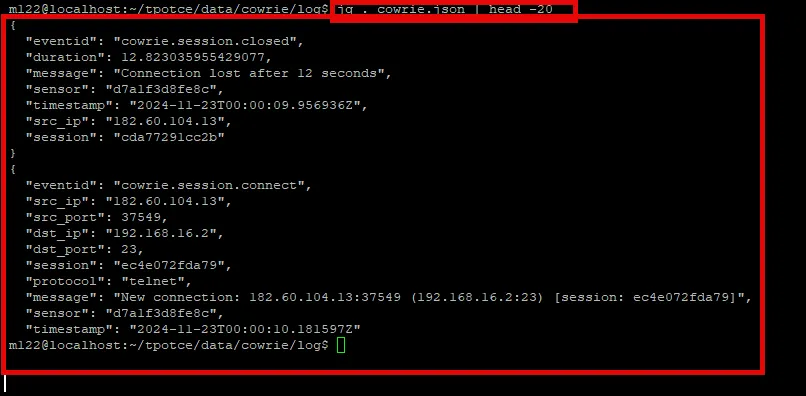 m122@localhost:~/tpotce/data/cowrie/log$ jq . cowrie.json | head -20
{
  "eventid": "cowrie.session.closed",
  "duration": 12.823035955429077,
  "message": "Connection lost after 12 seconds",
  "sensor": "d7a1f3d8fe8c",
  "timestamp": "2024-11-23T00:00:09.956936Z",
  "src_ip": "182.60.104.13",
  "session": "cda77291cc2b"
}
{
  "eventid": "cowrie.session.connect",
  "src_ip": "182.60.104.13",
  "src_port": 37549,
  "dst_ip": "192.168.16.2",
  "dst_port": 23,
  "session": "ec4e072fda79",
  "protocol": "telnet",
  "message": "New connection: 182.60.104.13:37549 (192.168.16.2:23) [session: ec4e072fda79]",
  "sensor": "d7a1f3d8fe8c",
  "timestamp": "2024-11-23T00:00:10.181597Z"
m122@localhost:~/tpotce/data/cowrie/log$